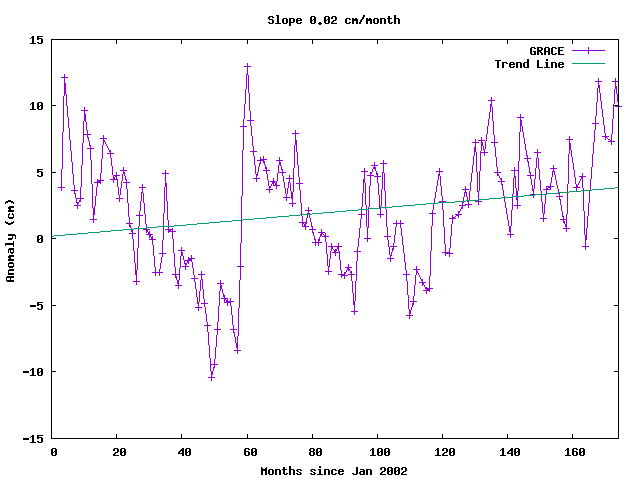 Slope 0.02 cm/month
GRACE
Trend Line
15
10
5
0
-5
-10
-15
Anomaly (cm)
0 20 40 60 80 100 120 140 160
Months since Jan 2002